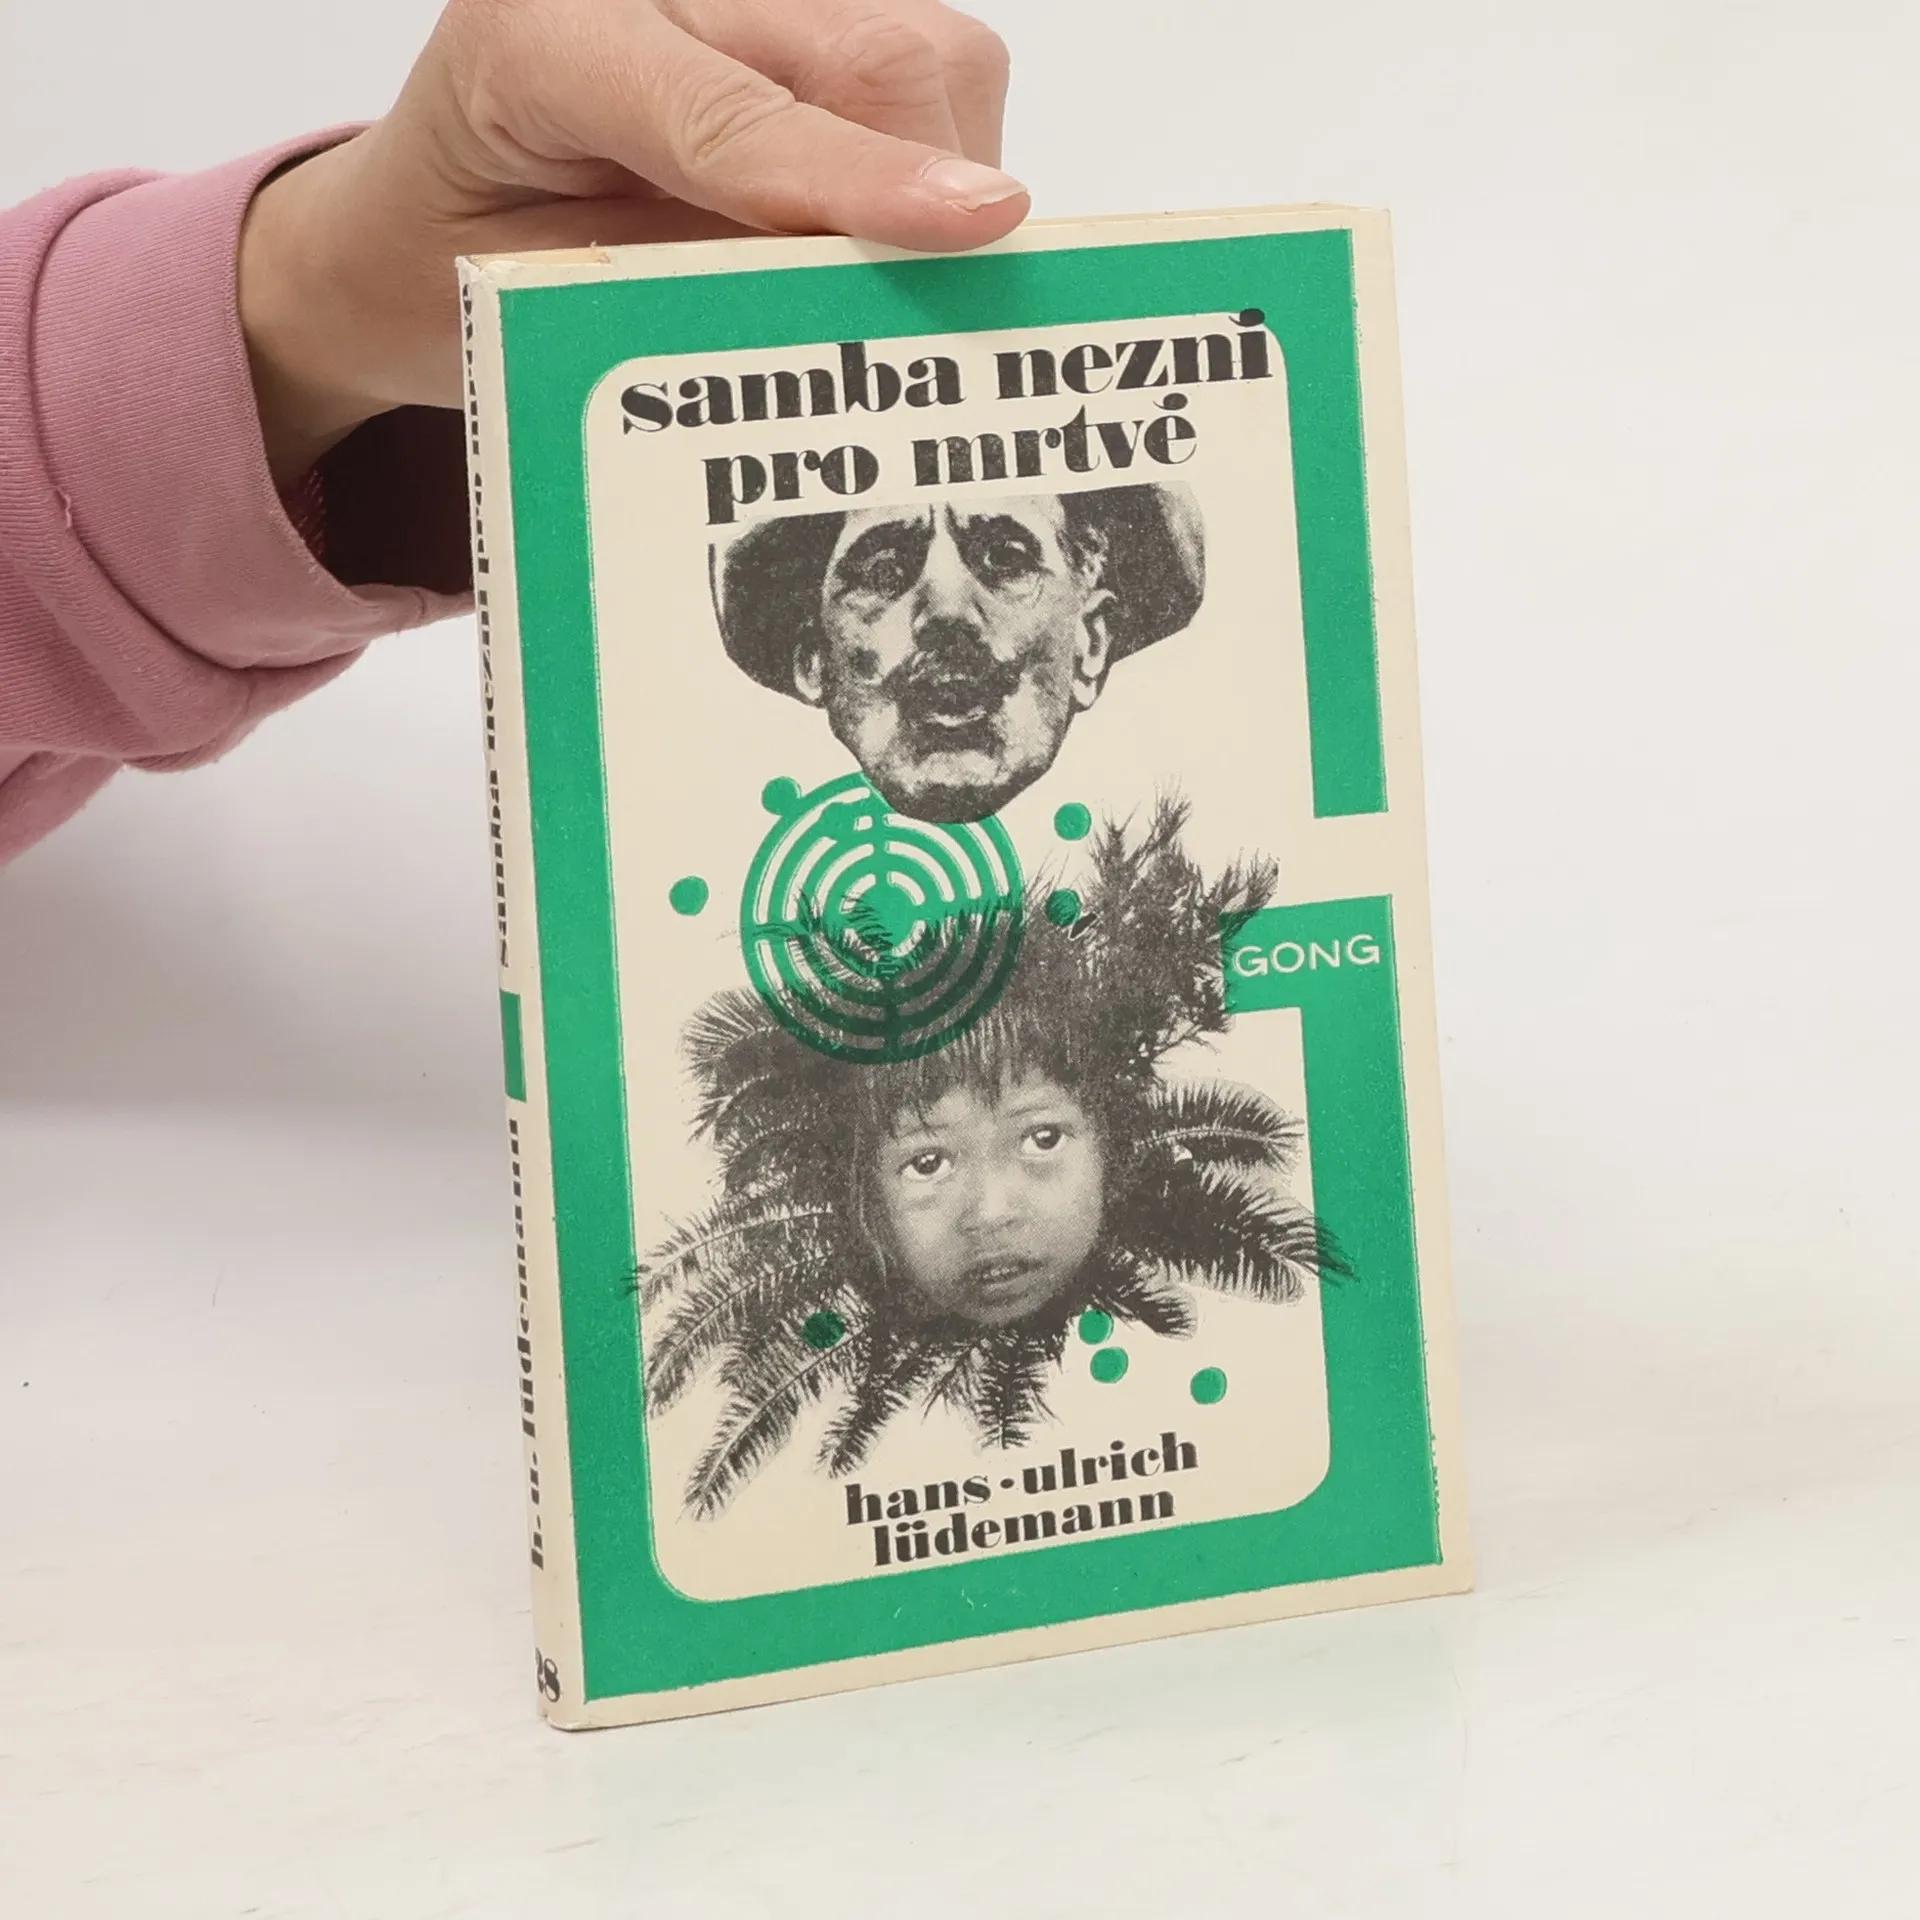 samba nezní
pro mrtvé
GONG
hans-ulrich
lüdemann
samba nezní pro mrtvé
h. u. lüdemann
28